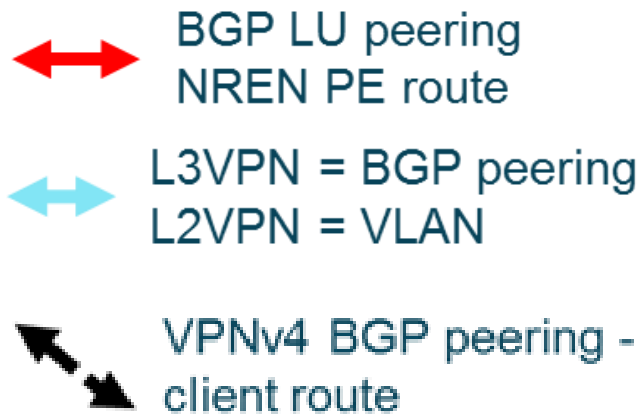 BGP LU peering
NREN PE route
L3VPN = BGP peering
L2VPN = VLAN
VPNv4 BGP peering -
client route